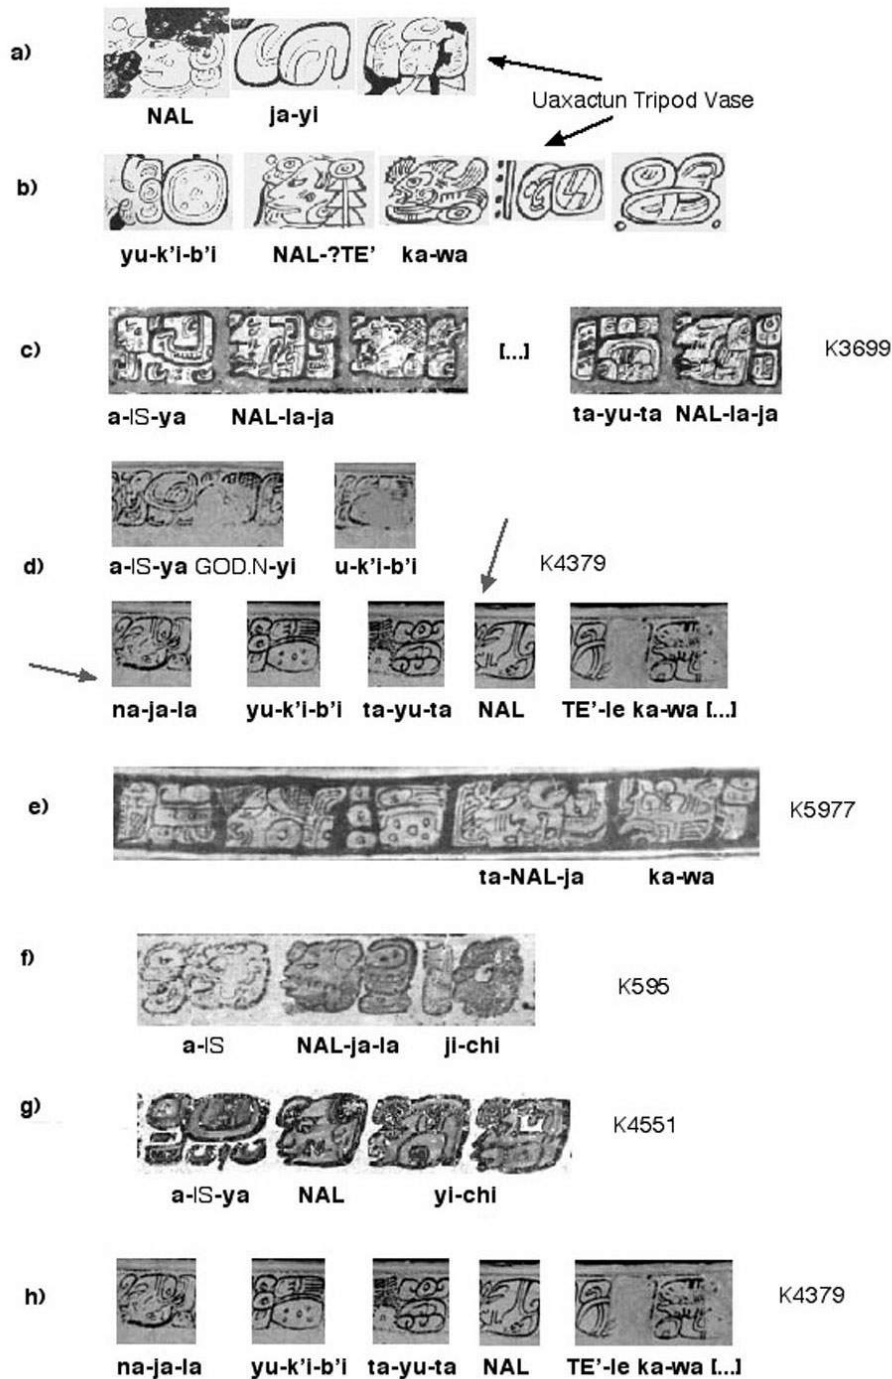 a)
Uaxactun Tripod Vase
NAL ja-yi
b)
yu-k'i-b'i NAL-?TE' ka-wa
c) [...] K3699
a-IS-ya NAL-la-ja ta-yu-ta NAL-la-ja
d) a-IS-ya GOD.N-yi u-k'i-b'i K4379
na-ja-la yu-k'i-b'i ta-yu-ta NAL TE'-le ka-wa [...]
e) K5977
ta-NAL-ja ka-wa
f) K595
a-IS NAL-ja-la ji-chi
g) K4551
a-IS-ya NAL yi-chi
h) K4379
na-ja-la yu-k'i-b'i ta-yu-ta NAL TE'-le ka-wa [...]